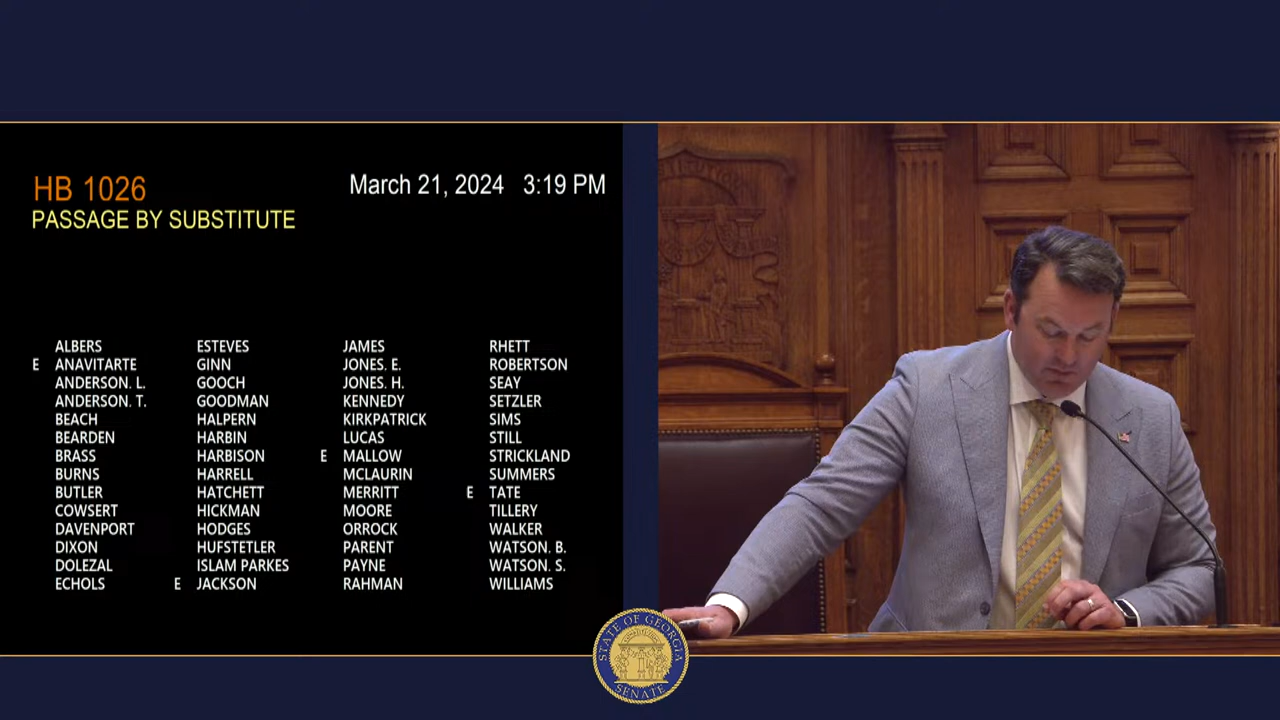 HB 1026
March 21, 2024 3:19 PM
PASSAGE BY SUBSTITUTE
ALBERS
E ANAVITARTE
ANDERSON. L.
ANDERSON. T.
BEACH
BEARDEN
BRASS
BURNS
BUTLER
COWSERT
DAVENPORT
DIXON
DOLEZAL
ECHOLS
ESTEVES
GINN
GOOCH
GOODMAN
HALPERN
HARBIN
HARBISON
HARRELL
HATCHETT
HICKMAN
HODGES
HUFSTETLER
ISLAM PARKES
E JACKSON
JAMES
JONES. E.
JONES. H.
KENNEDY
KIRKPATRICK
LUCAS
E MALLOW
MCLAURIN
MERRITT
MOORE
ORROCK
PARENT
PAYNE
RAHMAN
RHETT
ROBERTSON
SEAY
SETZLER
SIMS
STILL
STRICKLAND
SUMMERS
E TATE
TILLERY
WALKER
WATSON. B.
WATSON. S.
WILLIAMS
STATE OF GEORGIA
SENATE